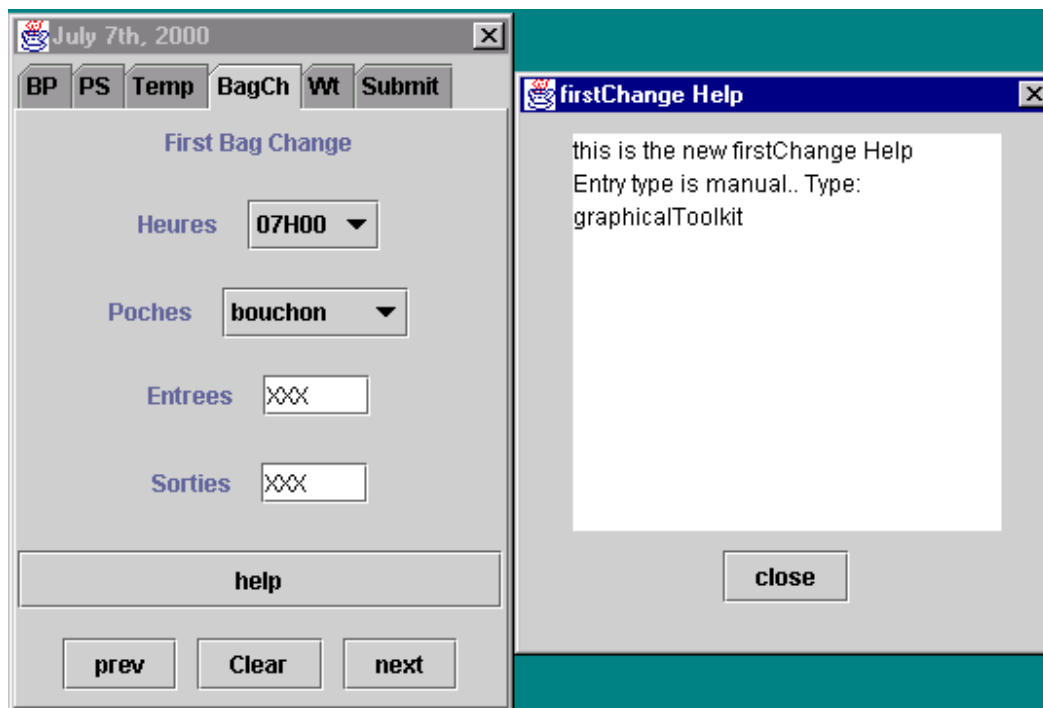 July 7th, 2000
BP PS Temp BagCh Wt Submit
First Bag Change
Heures 07H00
Poches bouchon
Entrees XXX
Sorties XXX
help
prev Clear next
firstChange Help
this is the new firstChange Help
Entry type is manual.. Type:
graphicalToolkit
close